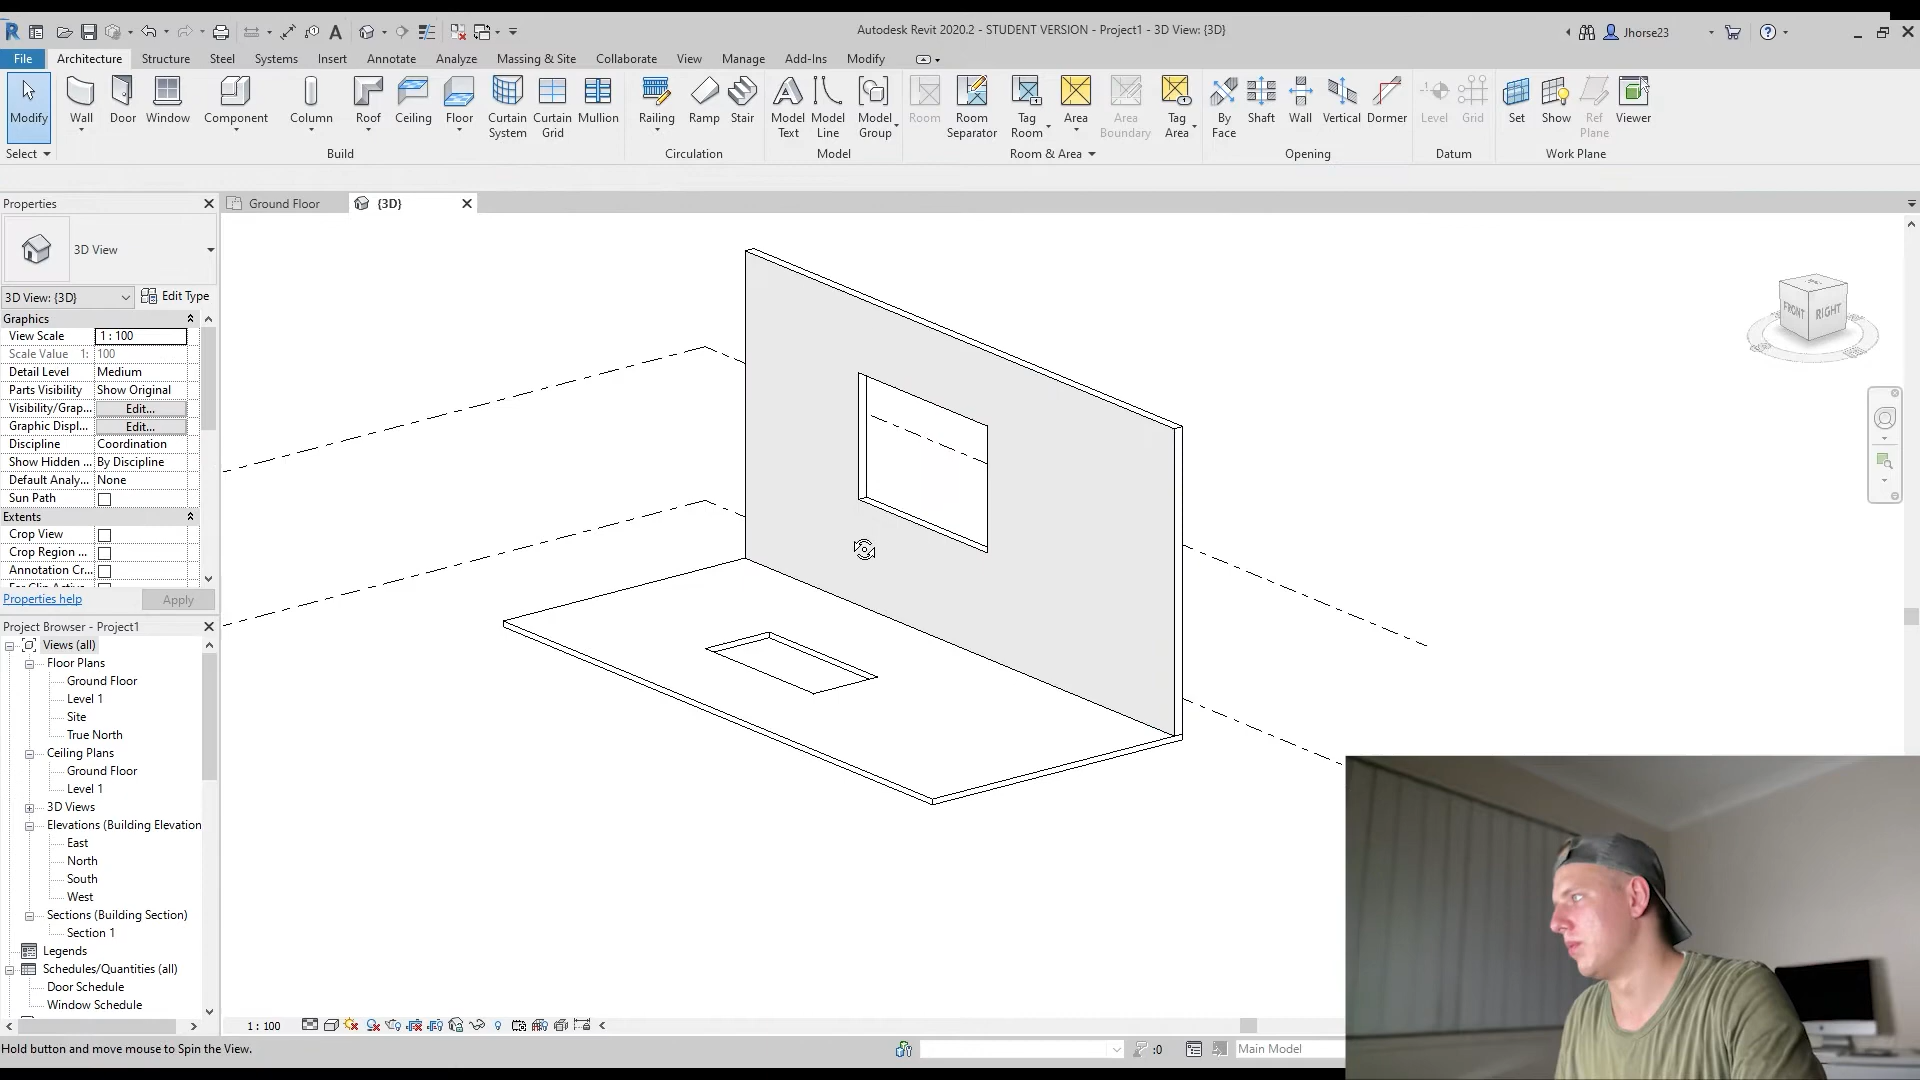 Autodesk Revit 2020.2 - STUDENT VERSION - Project1 - 3D View: {3D}
Jhorse23
File Architecture Structure Steel Systems Insert Annotate Analyze Massing & Site Collaborate View Manage Add-Ins Modify
Modify Wall Door Window Component Column Roof Ceiling Floor Curtain System Curtain Grid Mullion Railing Ramp Stair Model Text Model Line Model Group Room Room Separator Tag Room Area Area Boundary Tag Area By Face Shaft Wall Vertical Dormer Level Grid Set Show Ref Plane Viewer
Select Build Circulation Model Room & Area Opening Datum Work Plane
Properties
Ground Floor
{3D}
3D View
3D View: {3D}
Edit Type
Graphics
View Scale 1 : 100
Scale Value 1: 100
Detail Level Medium
Parts Visibility Show Original
Visibility/Grap... Edit...
Graphic Displ... Edit...
Discipline Coordination
Show Hidden ... By Discipline
Default Analy... None
Sun Path
Extents
Crop View
Crop Region ...
Annotation Cr...
Properties help
Apply
Project Browser - Project1
Views (all)
Floor Plans
Ground Floor
Level 1
Site
True North
Ceiling Plans
Ground Floor
Level 1
3D Views
Elevations (Building Elevation
East
North
South
West
Sections (Building Section)
Section 1
Legends
Schedules/Quantities (all)
Door Schedule
Window Schedule
FRONT
RIGHT
1 : 100
Hold button and move mouse to Spin the View.
:0
Main Model